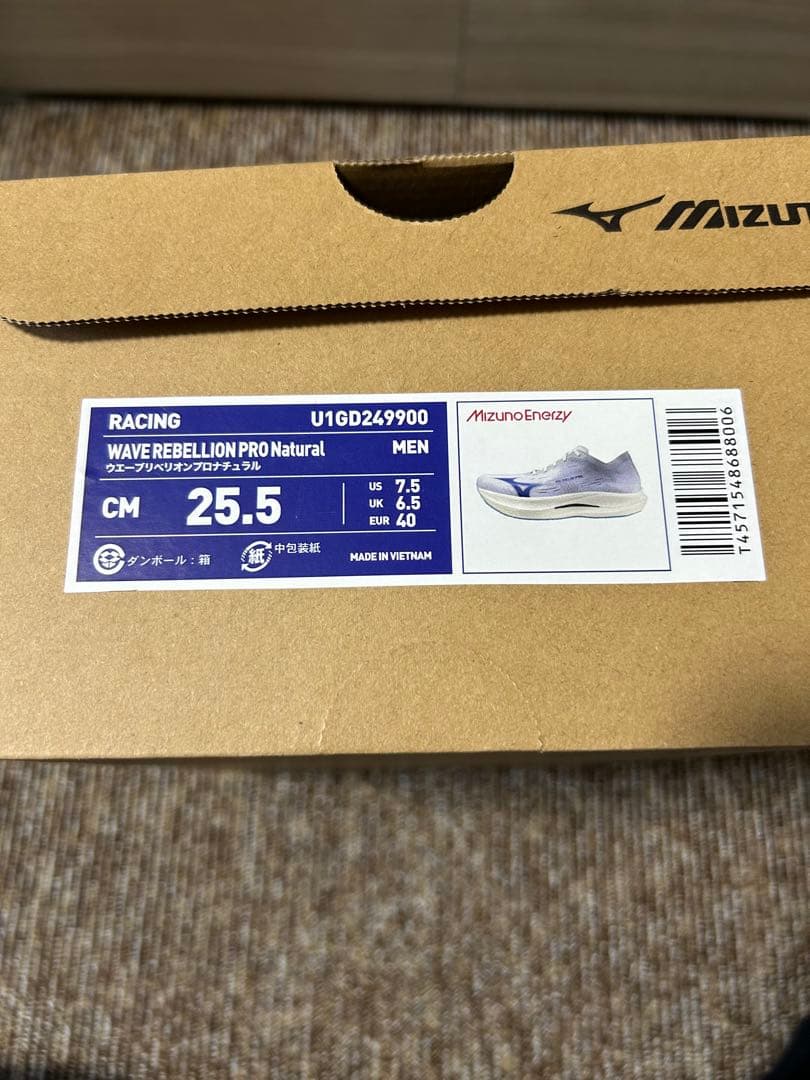 MIZUN
RACING U1GD249900
WAVE REBELLION PRO Natural MEN
ウエーブリベリオンプロナチュラル
CM 25.5
US 7.5
UK 6.5
EUR 40
ダンボール：箱
紙 中包装紙
MADE IN VIETNAM
MizunoEnerzy
T4571548688006